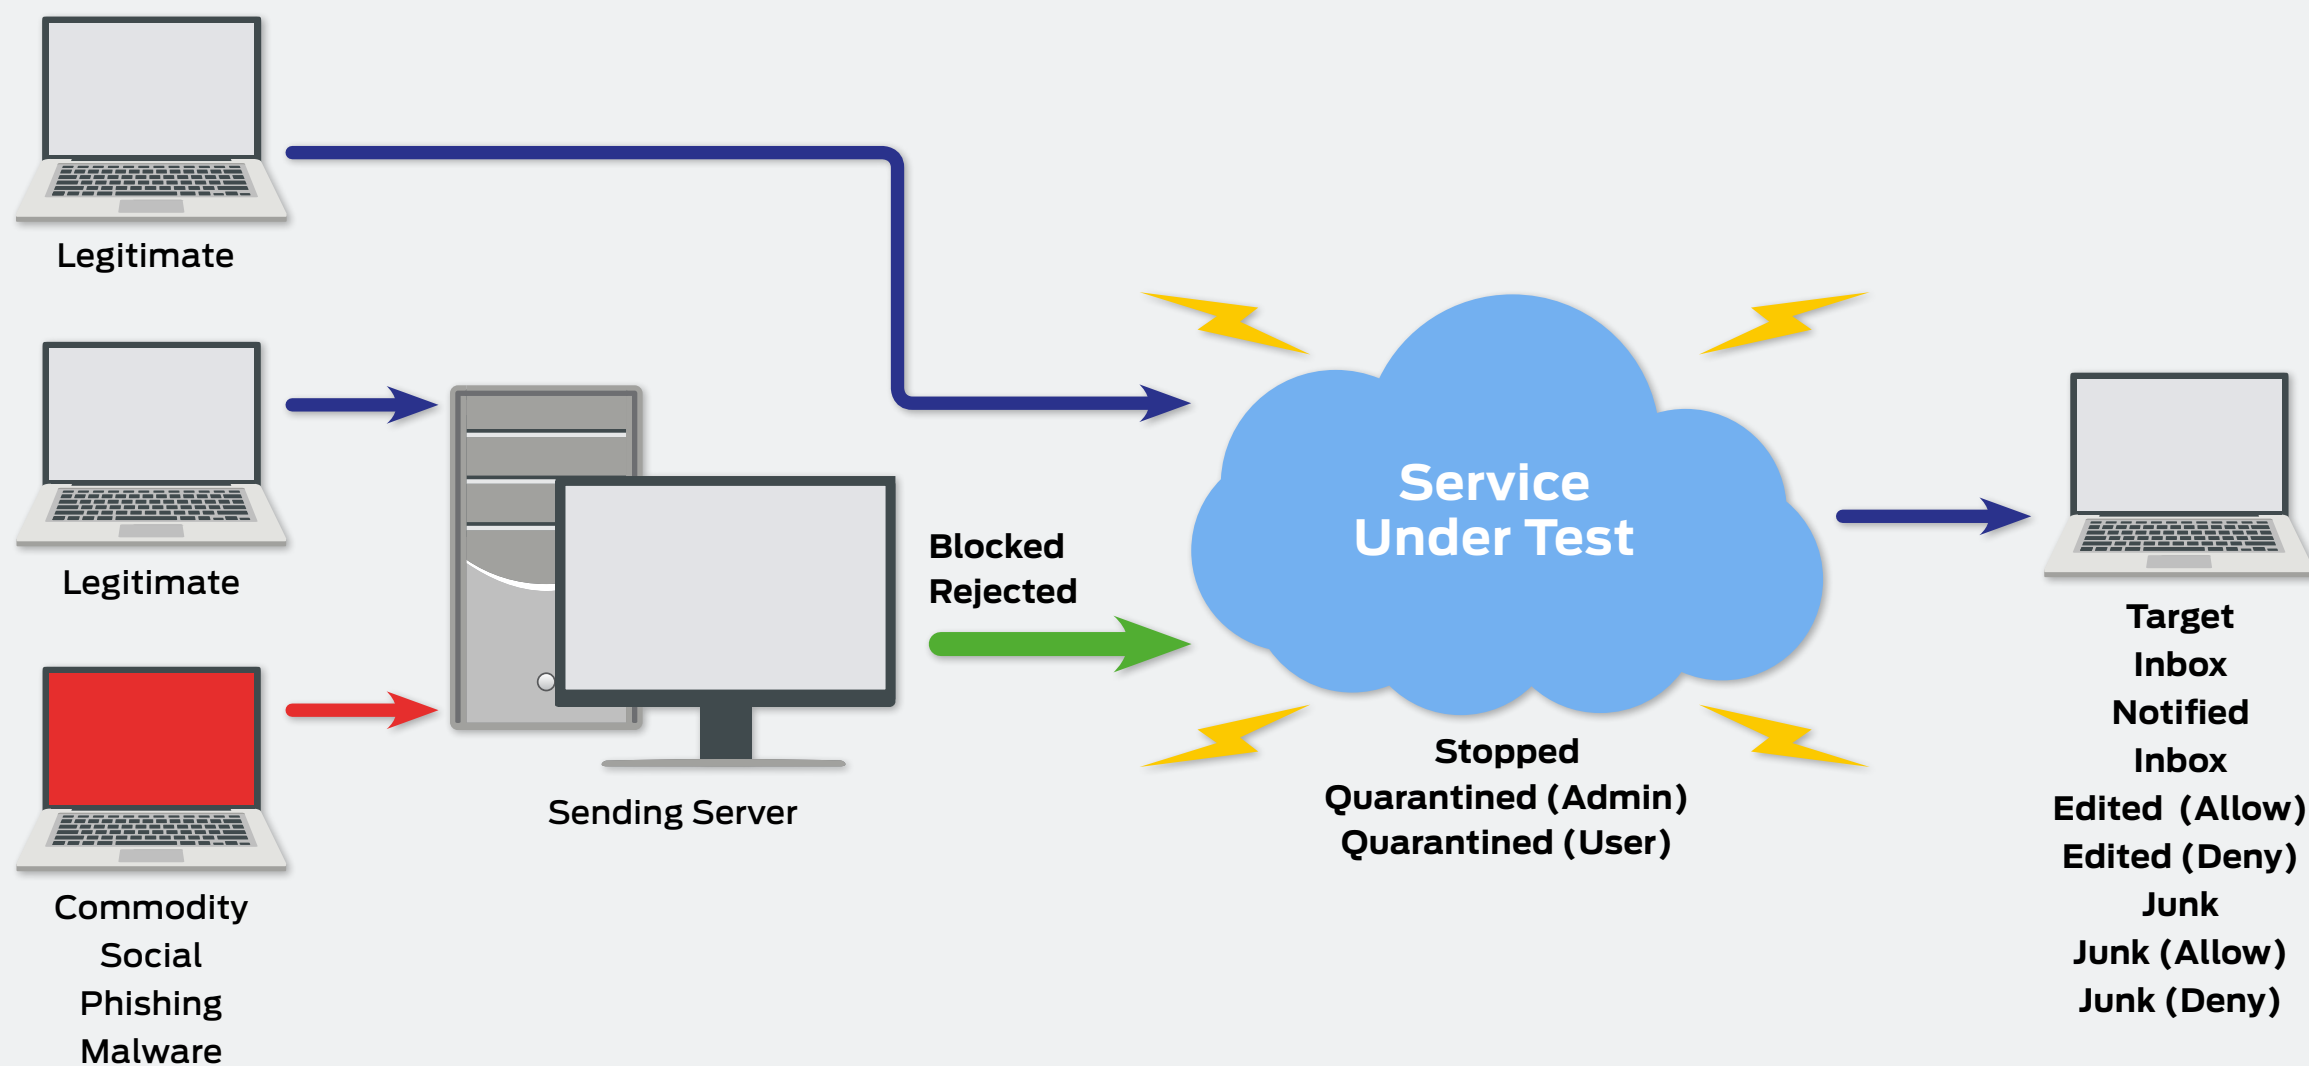 Legitimate
Legitimate
Commodity
Social
Phishing
Malware
Sending Server
Blocked
Rejected
Service
Under Test
Stopped
Quarantined (Admin)
Quarantined (User)
Target
Inbox
Notified
Inbox
Edited (Allow)
Edited (Deny)
Junk
Junk (Allow)
Junk (Deny)